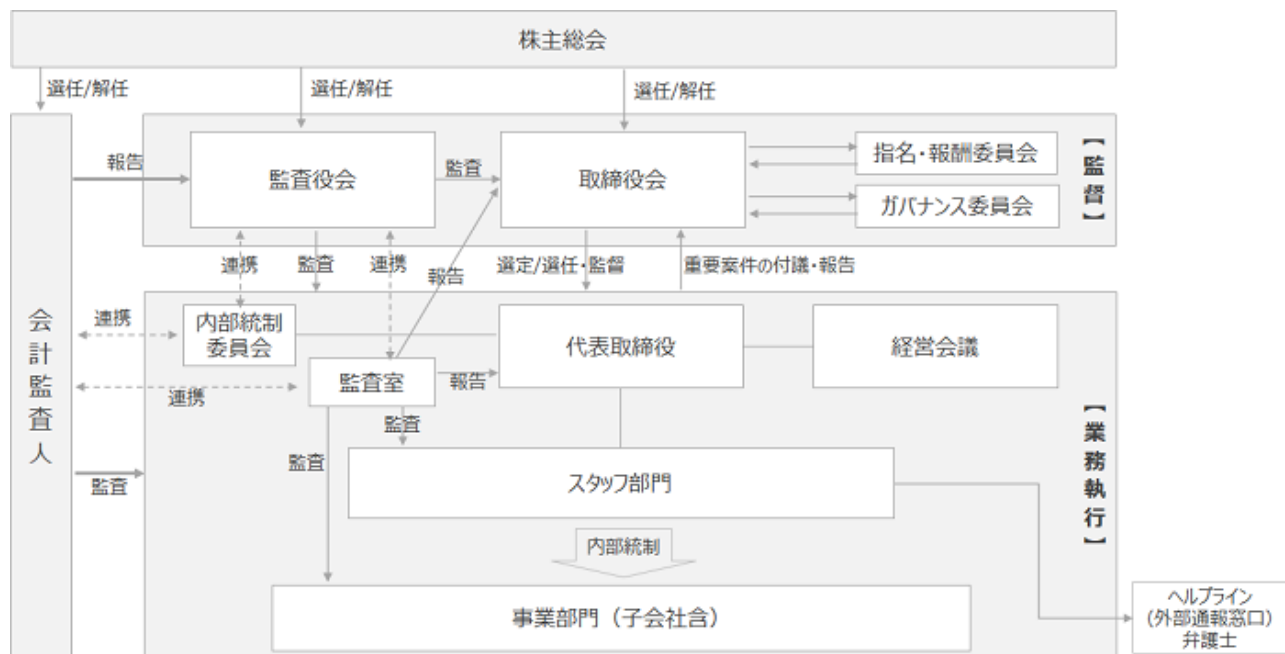 株主総会
選任/解任
選任/解任
選任/解任
報告
監査役会
監査
取締役会
指名・報酬委員会
ガバナンス委員会
【監督】
連携
監査
連携
報告
選定/選任・監督
重要案件の付議・報告
会計監査人
連携
内部統制
委員会
代表取締役
経営会議
連携
監査室
報告
監査
監査
監査
スタッフ部門
【業務執行】
内部統制
事業部門（子会社含）
ヘルプライン
(外部通報窓口)
弁護士